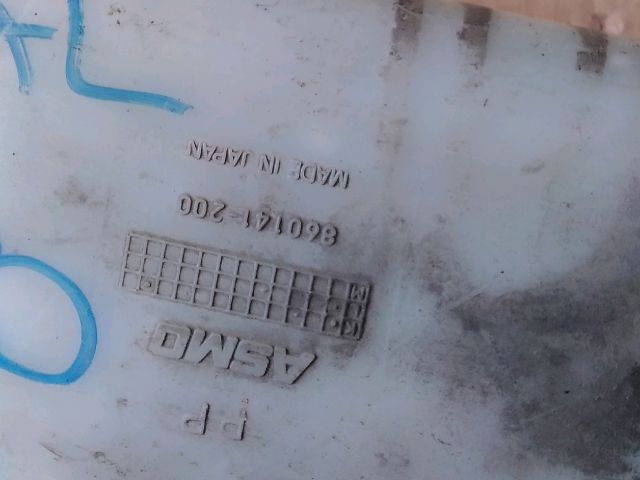 PP
ASMO
K
M
860141-200
MADE IN JAPAN